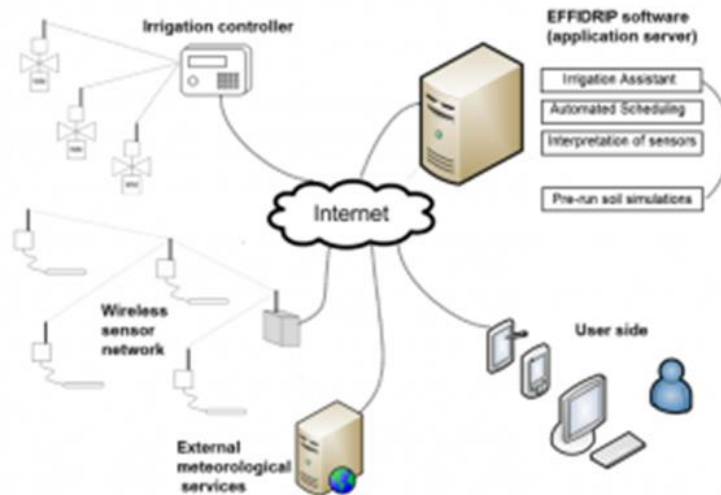 Irrigation controller
EFFIDRIP software
(application server)
Irrigation Assistant
Automated Scheduling
Interpretation of sensors
Pre-run soil simulations
Internet
Wireless
sensor
network
User side
External
meteorological
services